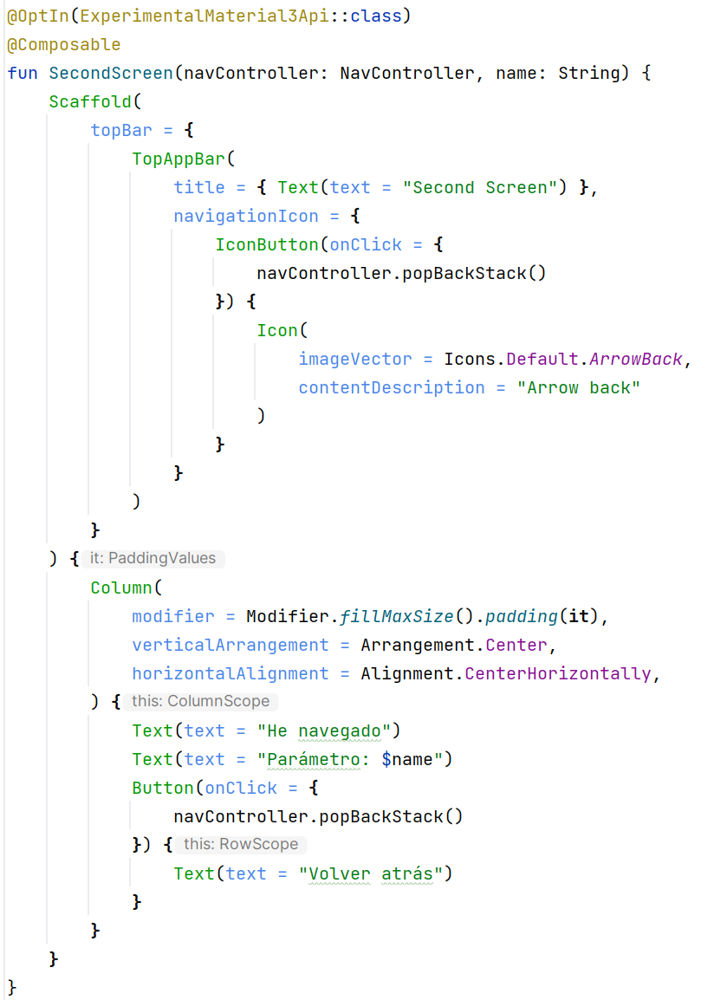 @OptIn(ExperimentalMaterial3Api::class)
@Composable
fun SecondScreen(navController: NavController, name: String) {
    Scaffold(
        topBar = {
            TopAppBar(
                title = { Text(text = "Second Screen") },
                navigationIcon = {
                    IconButton(onClick = {
                        navController.popBackStack()
                    }) {
                        Icon(
                            imageVector = Icons.Default.ArrowBack,
                            contentDescription = "Arrow back"
                        )
                    }
                }
            )
        }
    ) { it: PaddingValues
        Column(
            modifier = Modifier.fillMaxSize().padding(it),
            verticalArrangement = Arrangement.Center,
            horizontalAlignment = Alignment.CenterHorizontally,
        ) { this: ColumnScope
            Text(text = "He navegado")
            Text(text = "Parámetro: $name")
            Button(onClick = {
                navController.popBackStack()
            }) { this: RowScope
                Text(text = "Volver atrás")
            }
        }
    }
}